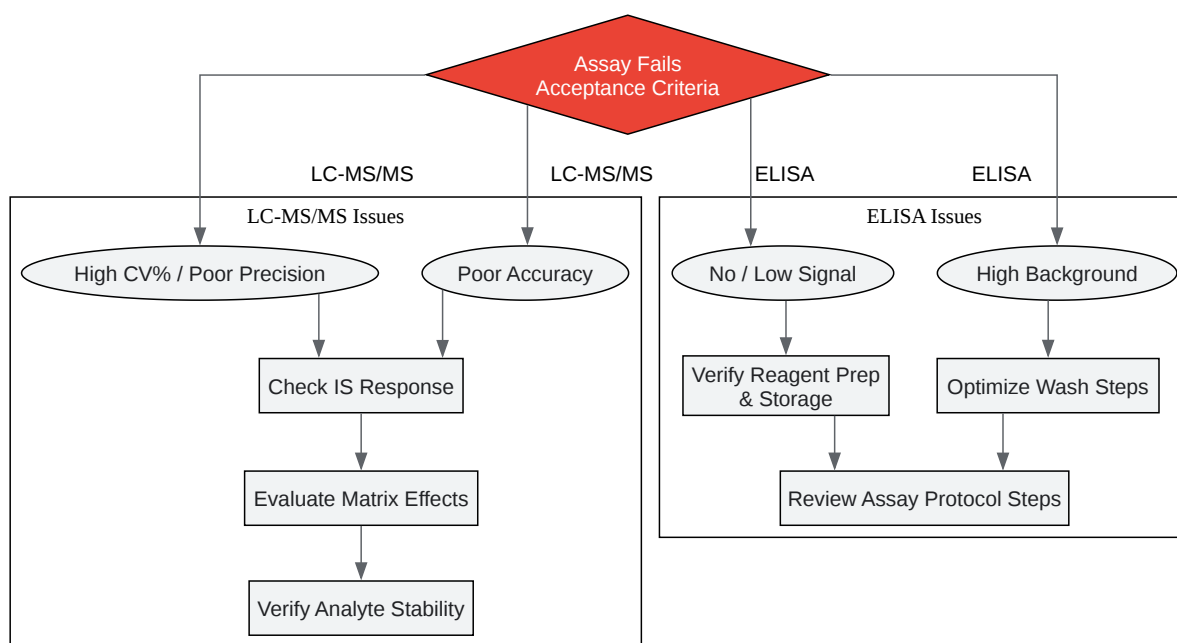 Assay Fails
Acceptance Criteria
LC-MS/MS
LC-MS/MS
ELISA
ELISA
LC-MS/MS Issues
ELISA Issues
High CV% / Poor Precision
Poor Accuracy
No / Low Signal
High Background
Check IS Response
Verify Reagent Prep
& Storage
Optimize Wash Steps
Evaluate Matrix Effects
Review Assay Protocol Steps
Verify Analyte Stability